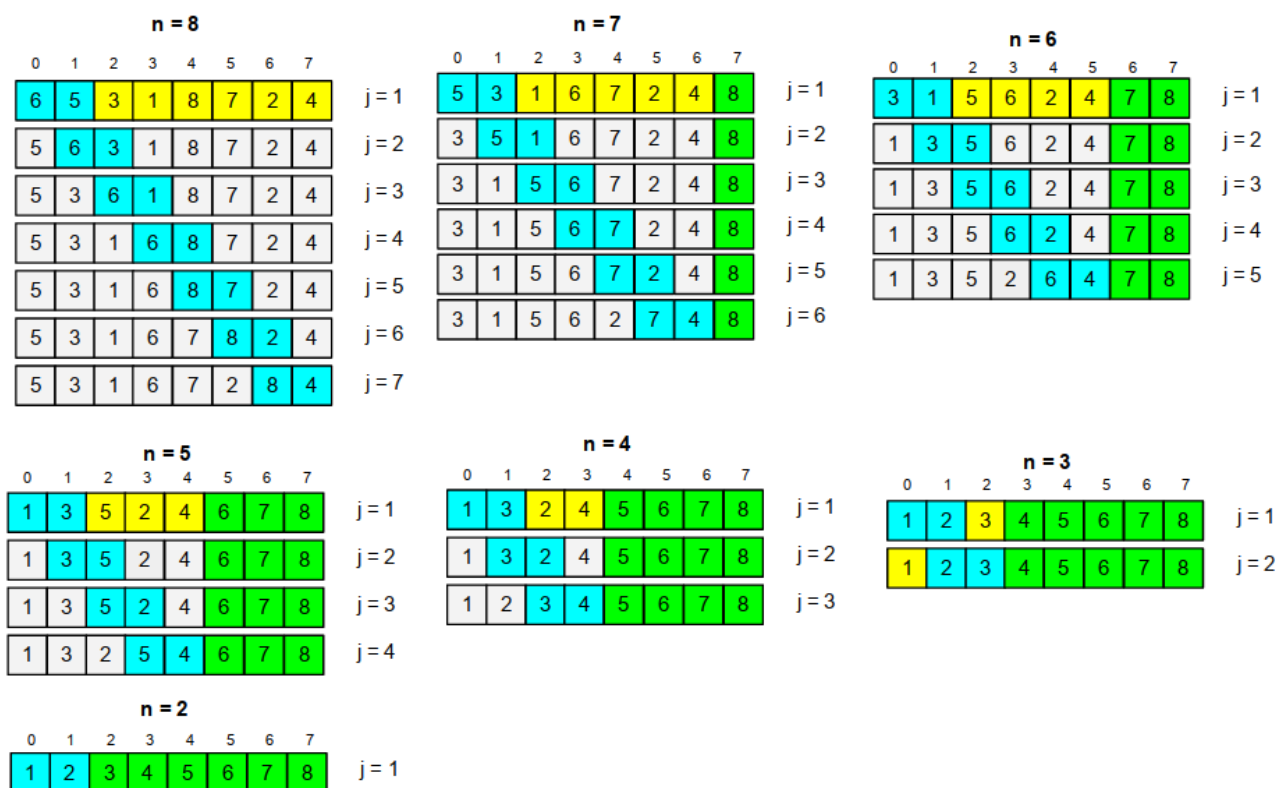 n = 8
0 1 2 3 4 5 6 7
6 5 3 1 8 7 2 4 j = 1
5 6 3 1 8 7 2 4 j = 2
5 3 6 1 8 7 2 4 j = 3
5 3 1 6 8 7 2 4 j = 4
5 3 1 6 8 7 2 4 j = 5
5 3 1 6 7 8 2 4 j = 6
5 3 1 6 7 2 8 4 j = 7
n = 7
0 1 2 3 4 5 6 7
5 3 1 6 7 2 4 8 j = 1
3 5 1 6 7 2 4 8 j = 2
3 1 5 6 7 2 4 8 j = 3
3 1 5 6 7 2 4 8 j = 4
3 1 5 6 7 2 4 8 j = 5
3 1 5 6 2 7 4 8 j = 6
n = 6
0 1 2 3 4 5 6 7
3 1 5 6 2 4 7 8 j = 1
1 3 5 6 2 4 7 8 j = 2
1 3 5 6 2 4 7 8 j = 3
1 3 5 6 2 4 7 8 j = 4
1 3 5 2 6 4 7 8 j = 5
n = 5
0 1 2 3 4 5 6 7
1 3 5 2 4 6 7 8 j = 1
1 3 5 2 4 6 7 8 j = 2
1 3 5 2 4 6 7 8 j = 3
1 3 2 5 4 6 7 8 j = 4
n = 4
0 1 2 3 4 5 6 7
1 3 2 4 5 6 7 8 j = 1
1 3 2 4 5 6 7 8 j = 2
1 2 3 4 5 6 7 8 j = 3
n = 3
0 1 2 3 4 5 6 7
1 2 3 4 5 6 7 8 j = 1
1 2 3 4 5 6 7 8 j = 2
n = 2
0 1 2 3 4 5 6 7
1 2 3 4 5 6 7 8 j = 1